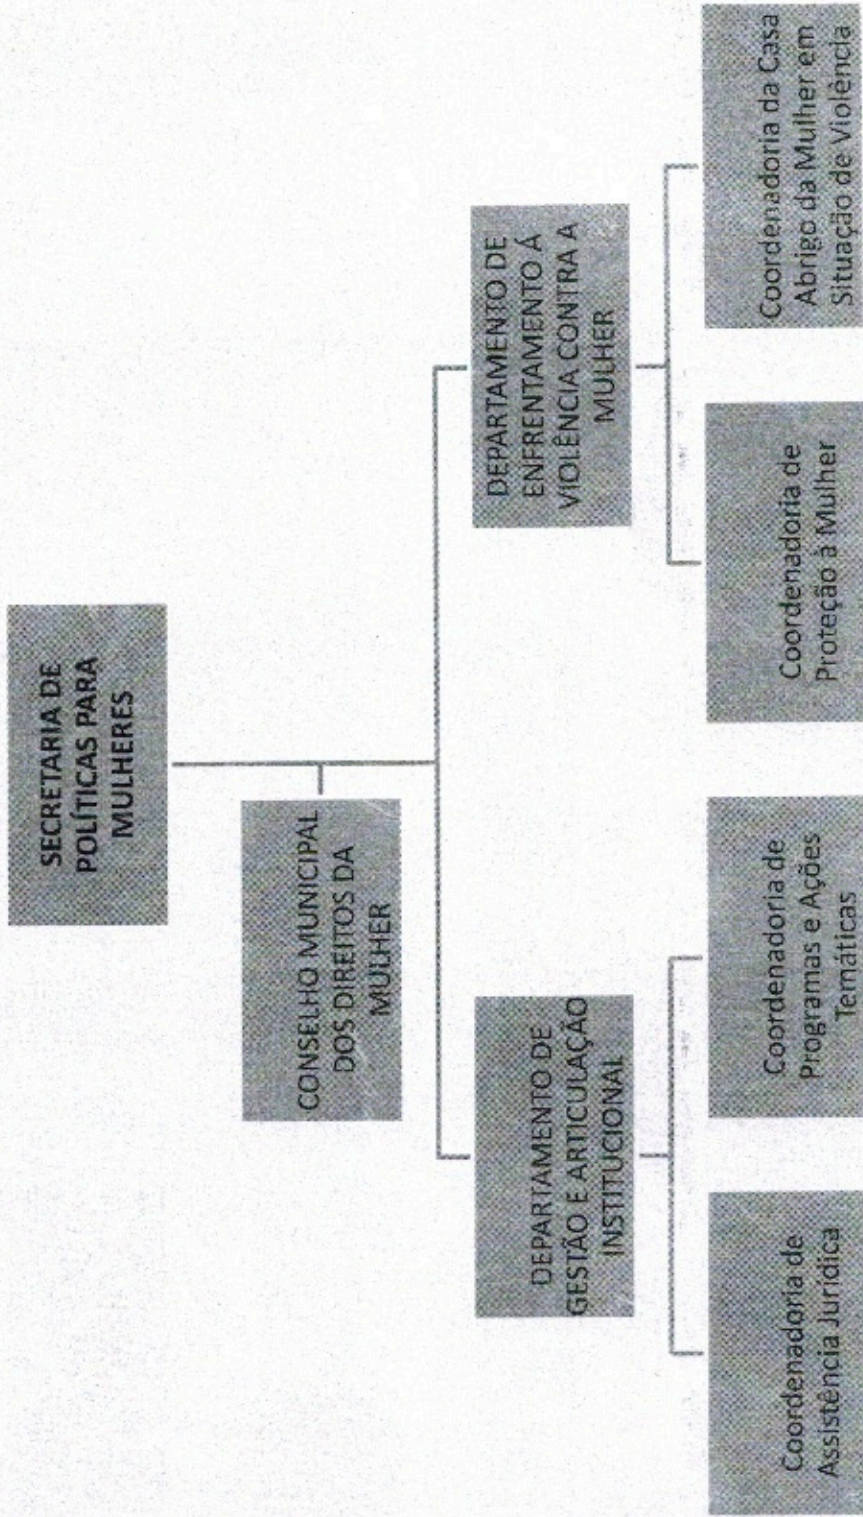 SECRETARIA DE
POLÍTICAS PARA
MULHERES
CONSELHO MUNICIPAL
DOS DIREITOS DA
MULHER
DEPARTAMENTO DE
GESTÃO E ARTICULAÇÃO
INSTITUCIONAL
DEPARTAMENTO DE
ENFRENTAMENTO Á
VIOLÊNCIA CONTRA A
MULHER
Coordenadoria de
Assistência Jurídica
Coordenadoria de
Programas e Ações
Temáticas
Coordenadoria de
Proteção à Mulher
Coordenadoria da Casa
Abrigo da Mulher em
Situação de Violência